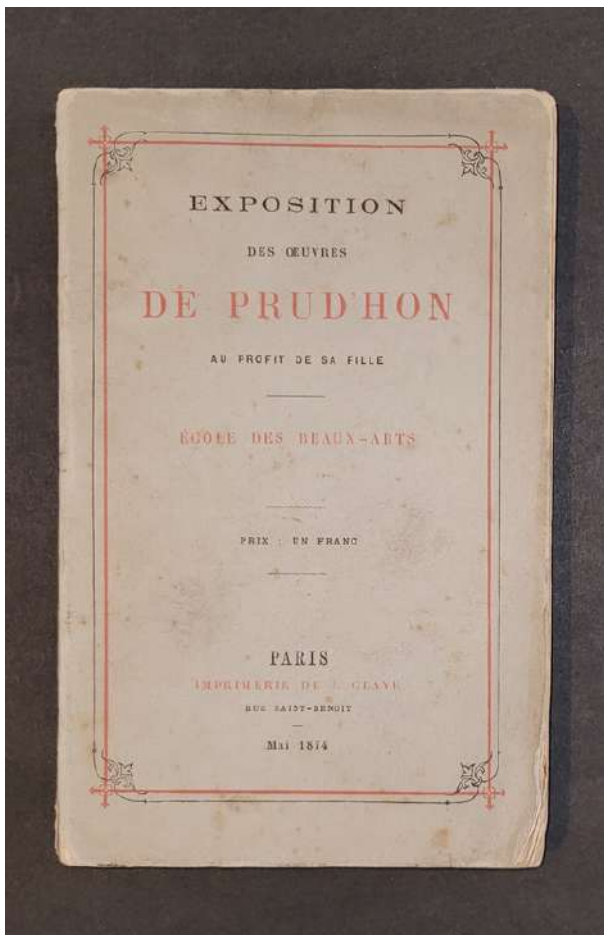 EXPOSITION
DES ŒUVRES
DE PRUD'HON
AU PROFIT DE SA FILLE
ÉCOLE DES BEAUX-ARTS
PRIX : UN FRANC
PARIS
IMPRIMERIE DE J. CLAYE
RUE SAINT-BENOIT
MAI 1874